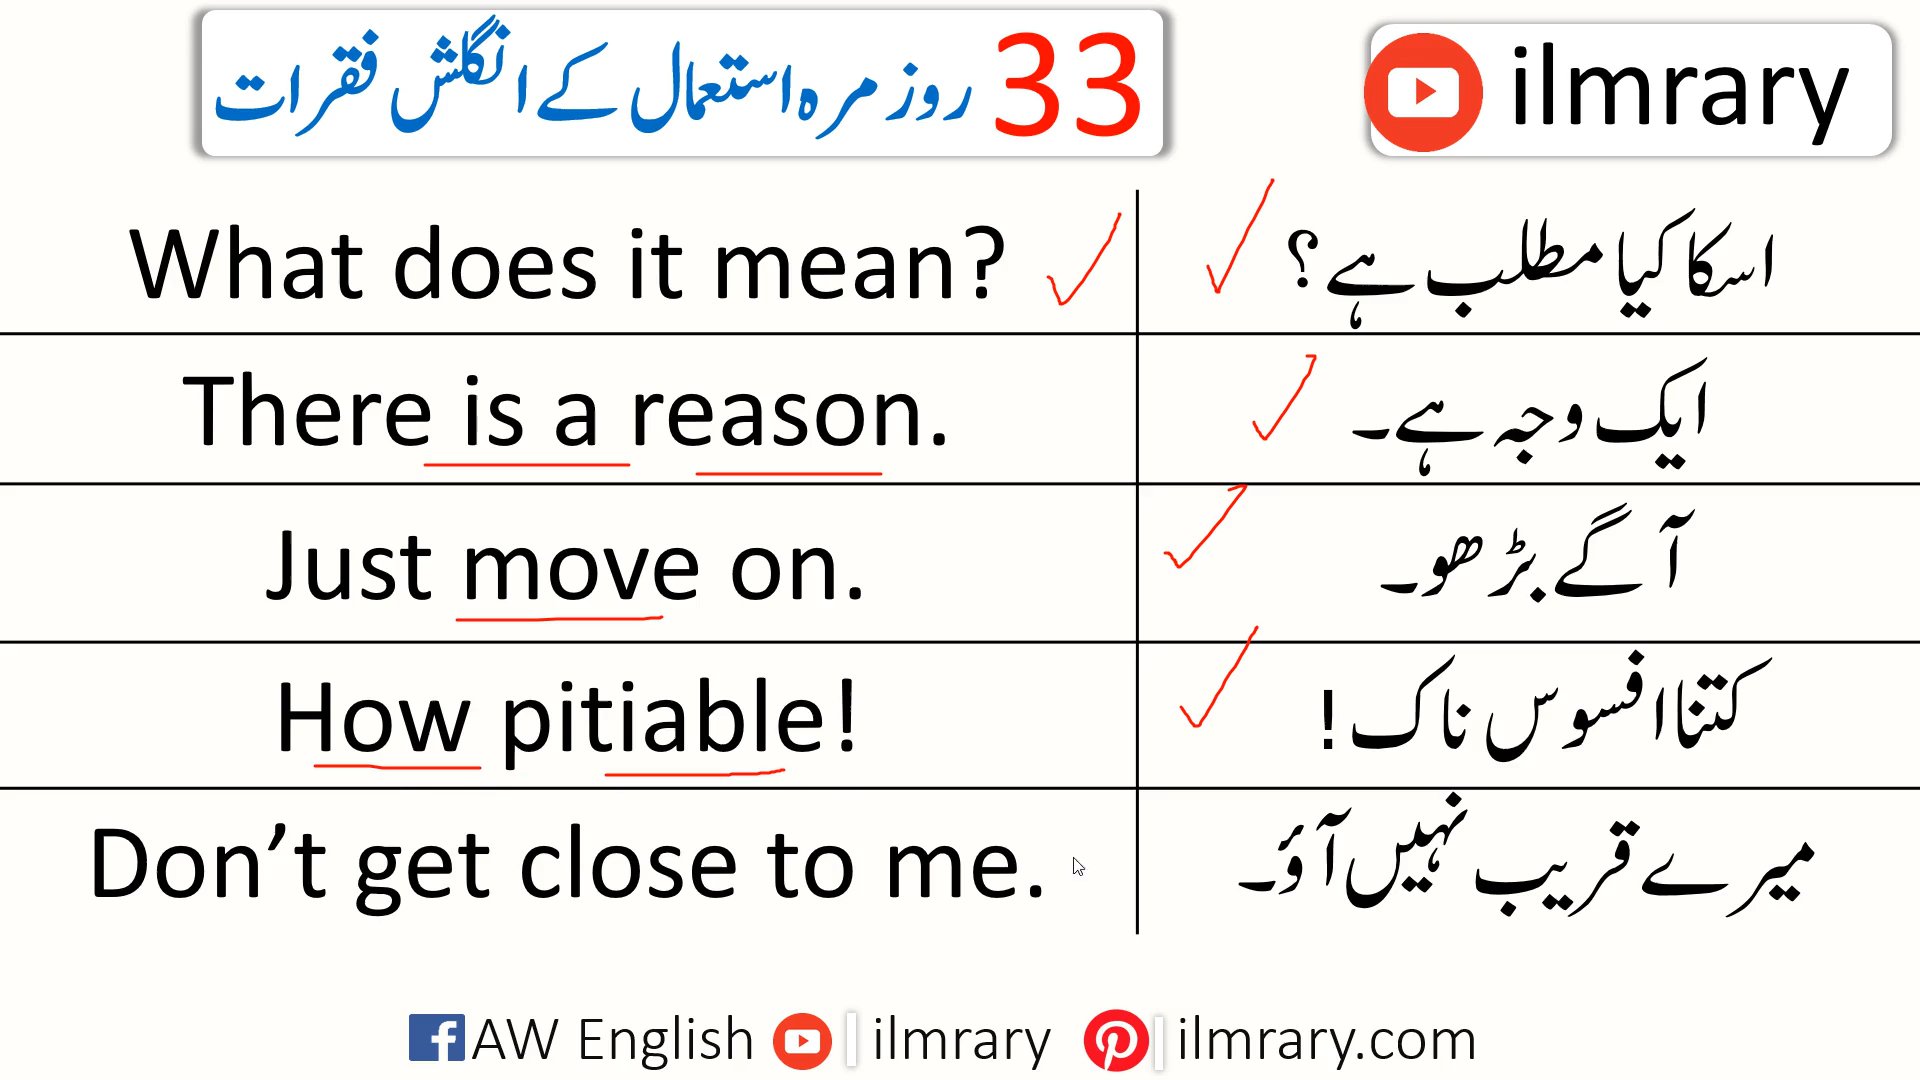 33 روز مرہ استعمال کے انگلش فقرات
ilmrary
What does it mean?
اسکا کیا مطلب ہے؟
There is a reason.
ایک وجہ ہے۔
Just move on.
آگے بڑھو۔
How pitiable!
کتنا افسوس ناک!
Don’t get close to me.
میرے قریب نہیں آؤ۔
AW English | ilmrary | ilmrary.com